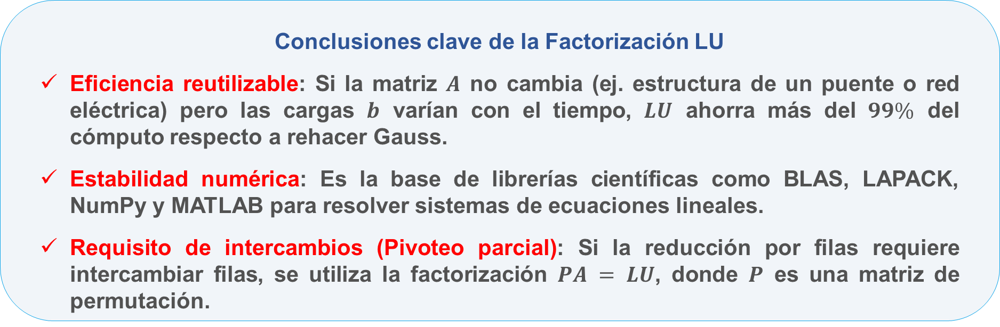 Conclusiones clave de la Factorización LU
✓ Eficiencia reutilizable: Si la matriz A no cambia (ej. estructura de un puente o red
eléctrica) pero las cargas b varían con el tiempo, LU ahorra más del 99% del
cómputo respecto a rehacer Gauss.
✓ Estabilidad numérica: Es la base de librerías científicas como BLAS, LAPACK,
NumPy y MATLAB para resolver sistemas de ecuaciones lineales.
✓ Requisito de intercambios (Pivoteo parcial): Si la reducción por filas requiere
intercambiar filas, se utiliza la factorización PA = LU, donde P es una matriz de
permutación.